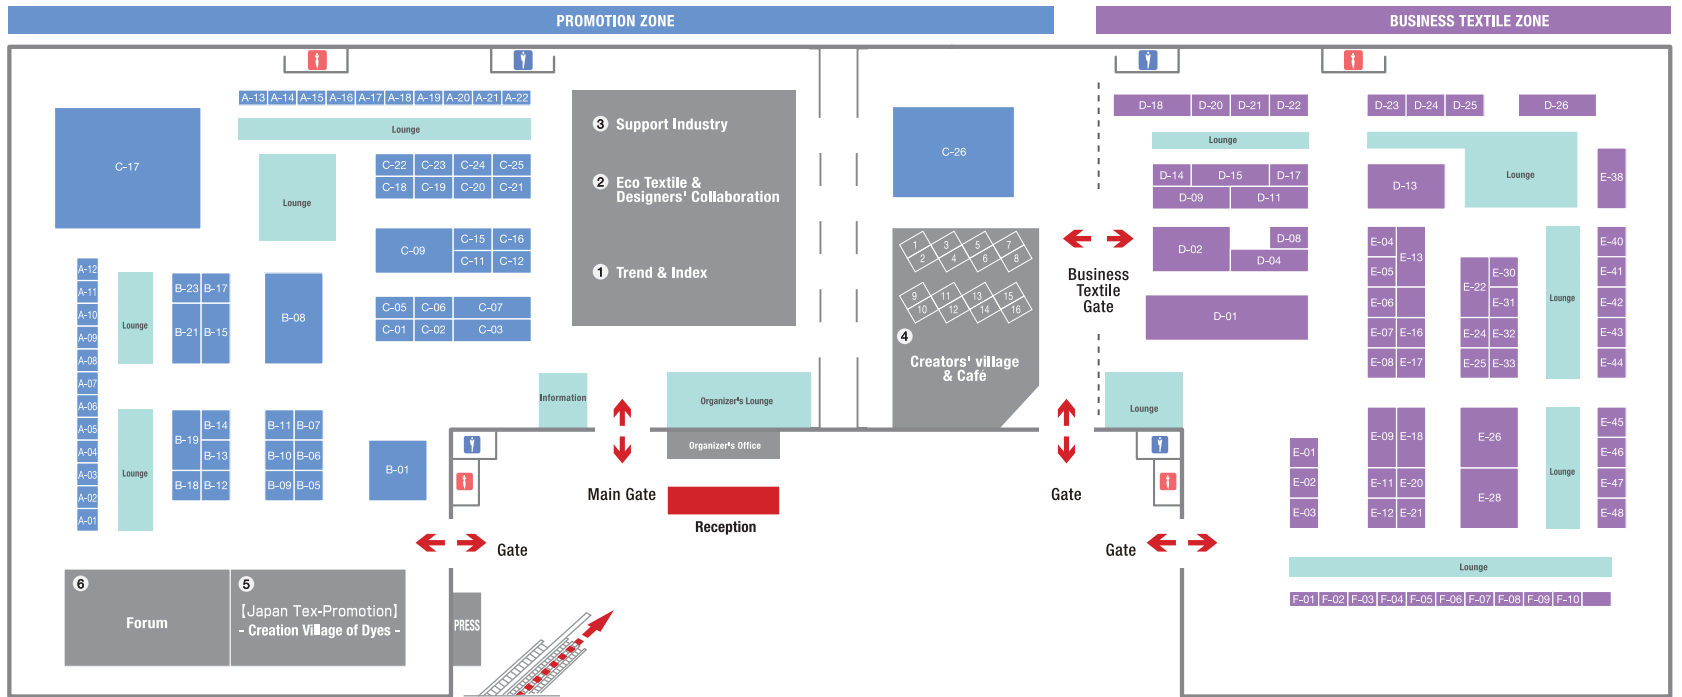 PROMOTION ZONE
BUSINESS TEXTILE ZONE
A-13 A-14 A-15 A-16 A-17 A-18 A-19 A-20 A-21 A-22
Lounge
C-17
Lounge
C-22 C-23 C-24 C-25
C-18 C-19 C-20 C-21
C-09
C-15 C-16
C-11 C-12
C-05 C-06 C-07
C-01 C-02 C-03
3 Support Industry
2 Eco Textile &
Designers' Collaboration
1 Trend & Index
A-12
A-11
A-10
A-09
A-08
A-07
A-06
A-05
A-04
A-03
A-02
A-01
Lounge
Lounge
B-23 B-17
B-21 B-15
B-08
B-19
B-14
B-13
B-18 B-12
B-11 B-07
B-10 B-06
B-09 B-05
B-01
Information
Organizer's Lounge
Organizer's Office
Main Gate
Reception
Gate
6
Forum
5
【Japan Tex-Promotion】
- Creation Village of Dyes -
PRESS
C-26
1 3 5 7
2 4 6 8
9 11 13 15
10 12 14 16
4
Creators' village
& Café
Business
Textile
Gate
Gate
Gate
Lounge
D-18 D-20 D-21 D-22
Lounge
D-14 D-15 D-17
D-09 D-11
D-02
D-08
D-04
D-01
D-23 D-24 D-25
D-26
Lounge
D-13
E-38
E-04
E-05
E-13
E-06
E-07 E-16
E-08 E-17
E-22
E-30
E-31
E-24 E-32
E-25 E-33
Lounge
E-40
E-41
E-42
E-43
E-44
E-01
E-02
E-03
E-09 E-18
E-11 E-20
E-12 E-21
E-26
E-28
Lounge
E-45
E-46
E-47
E-48
Lounge
F-01 F-02 F-03 F-04 F-05 F-06 F-07 F-08 F-09 F-10